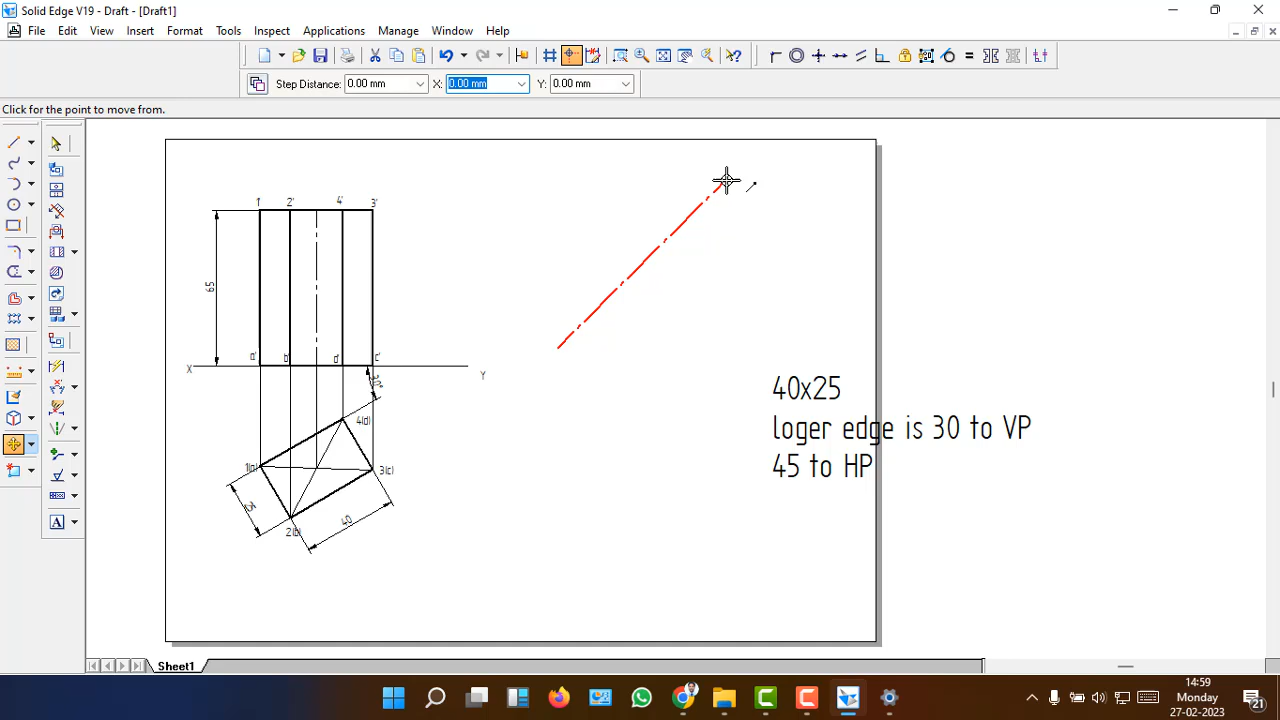 Solid Edge V19 - Draft - [Draft1]
File Edit View Insert Format Tools Inspect Applications Manage Window Help
Step Distance: 0.00 mm X: 0.00 mm Y: 0.00 mm
Click for the point to move from.
1' 2' 4' 3'
65
a' b' d' c'
X Y
30°
4(d)
1(a) 3(c)
25 40
2(b)
40x25
loger edge is 30 to VP
45 to HP
A
Sheet1
14:59
Monday
27-02-2023
21